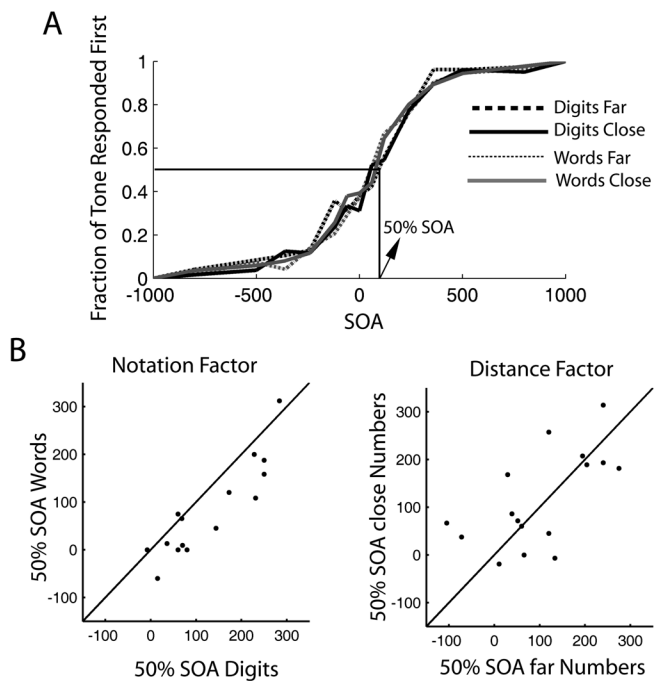 A
Fraction of Tone Responded First
1
0.8
0.6
0.4
0.2
0
-1000
-500
0
500
1000
SOA
50% SOA
Digits Far
Digits Close
Words Far
Words Close
B
Notation Factor
50% SOA Words
300
200
100
0
-100
-100
0
100
200
300
50% SOA Digits
Distance Factor
50% SOA close Numbers
300
200
100
0
-100
-100
0
100
200
300
50% SOA far Numbers